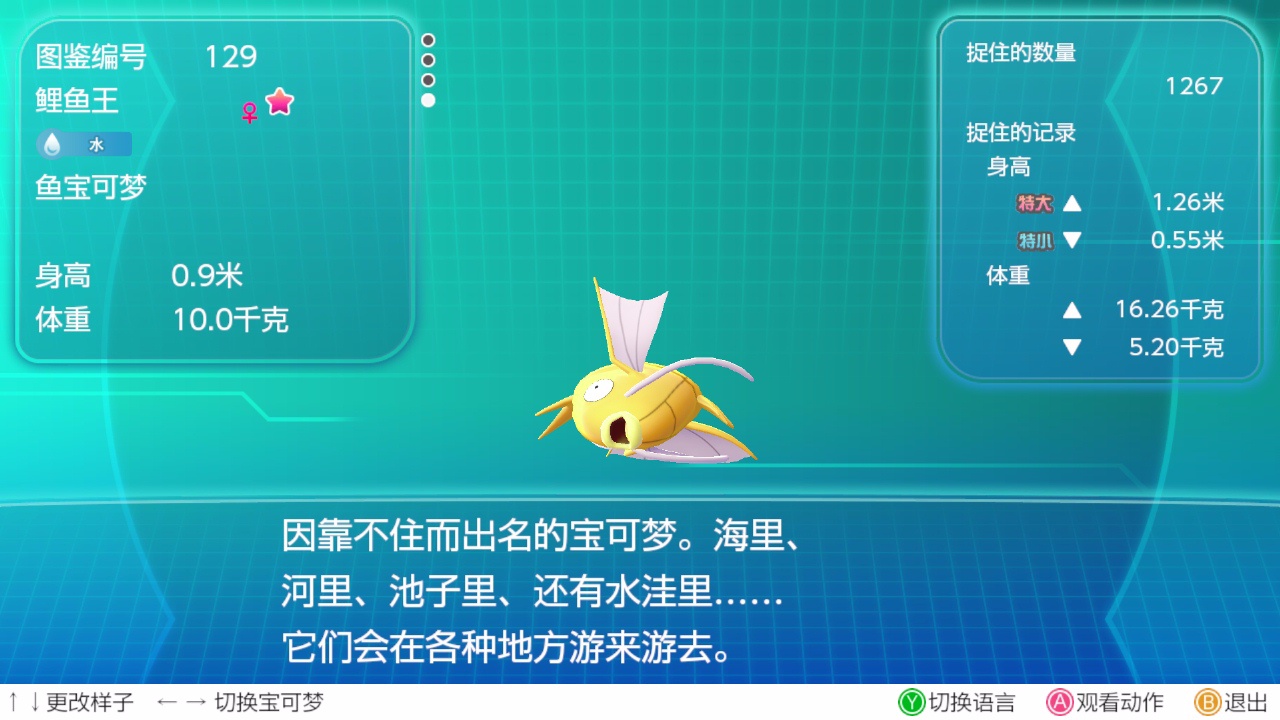 图鉴编号 129
鲤鱼王
♀
水
鱼宝可梦
身高 0.9米
体重 10.0千克
捉住的数量
1267
捉住的记录
身高
特大 ▲ 1.26米
特小 ▼ 0.55米
体重
▲ 16.26千克
▼ 5.20千克
因靠不住而出名的宝可梦。海里、
河里、池子里、还有水洼里……
它们会在各种地方游来游去。
↑↓更改样子 ←→切换宝可梦 Y切换语言 A观看动作 B退出